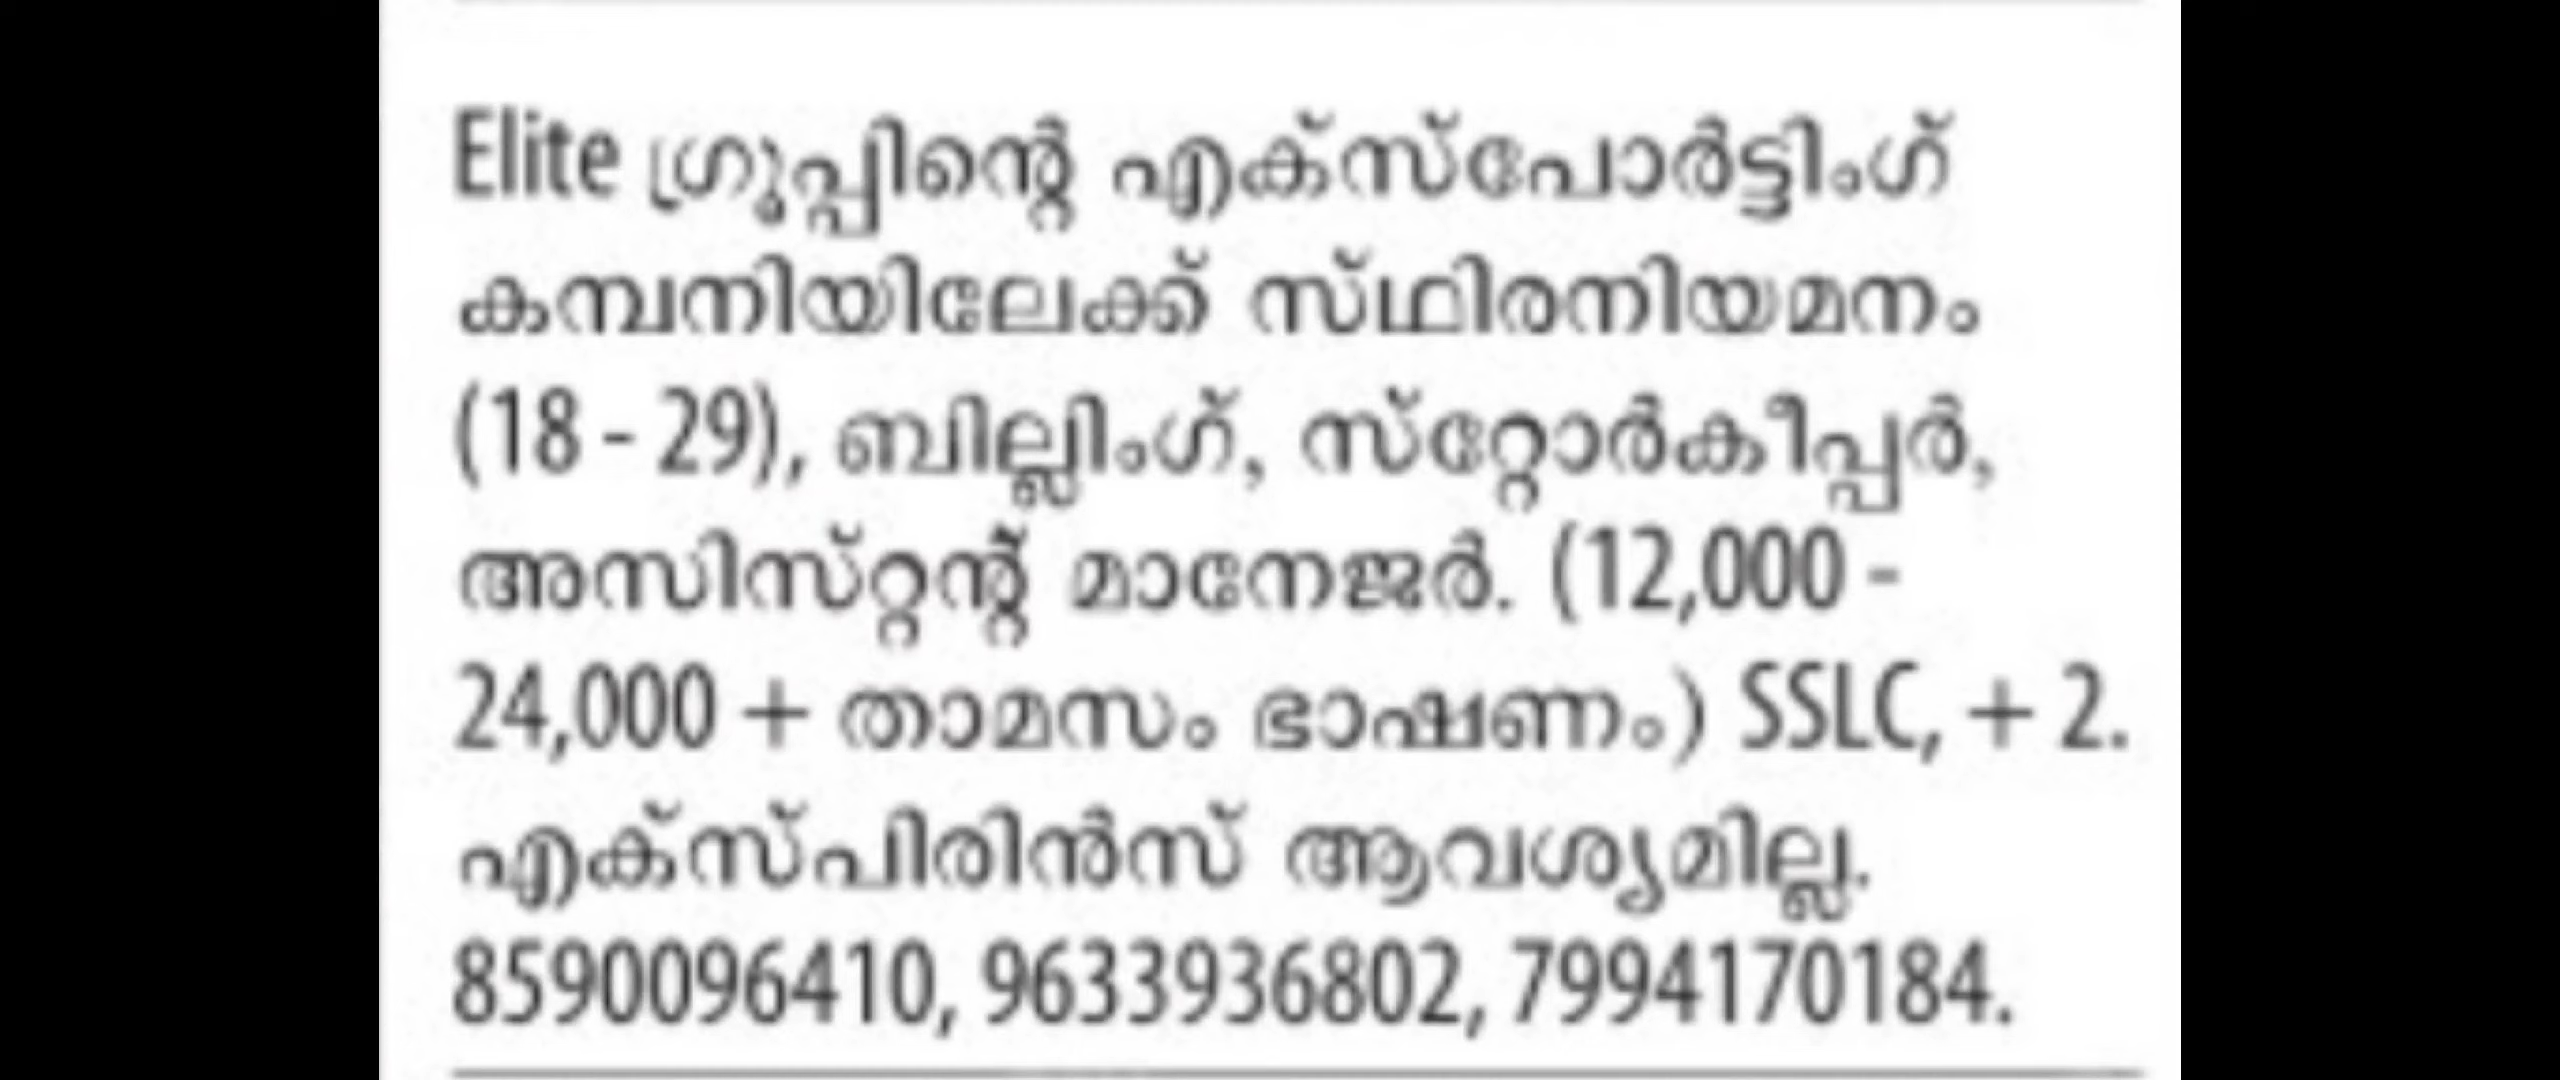 Elite ഗ്രൂപ്പിന്റെ എക്സ്പോർട്ടിംഗ്
കമ്പനിയിലേക്ക് സ്ഥിരനിയമനം
(18 - 29), ബില്ലിംഗ്, സ്റ്റോർകീപ്പർ,
അസിസ്റ്റന്റ് മാനേജർ. (12,000 -
24,000 + താമസം ഭാഷണം) SSLC, + 2.
എക്സ്പിരിൻസ് ആവശ്യമില്ല.
8590096410, 9633936802, 7994170184.